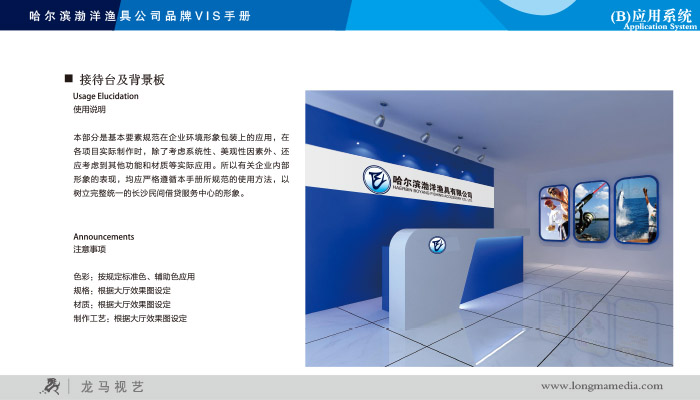 哈尔滨渤洋渔具公司品牌VIS手册
(B)应用系统
Application System
接待台及背景板
Usage Elucidation
使用说明
本部分是基本要素规范在企业环境形象包装上的应用，在
各项目实际制作时，除了考虑系统性、美观性因素外、还
应考虑到其他功能和材质等实际应用。所以有关企业内部
形象的表现，均应严格遵循本手册所规范的使用方法，以
树立完整统一的长沙民间借贷服务中心的形象。
Announcements
注意事项
色彩：按规定标准色、辅助色应用
规格：根据大厅效果图设定
材质：根据大厅效果图设定
制作工艺：根据大厅效果图设定
哈尔滨渤洋渔具有限公司
龙马视艺
www.longmamedia.com